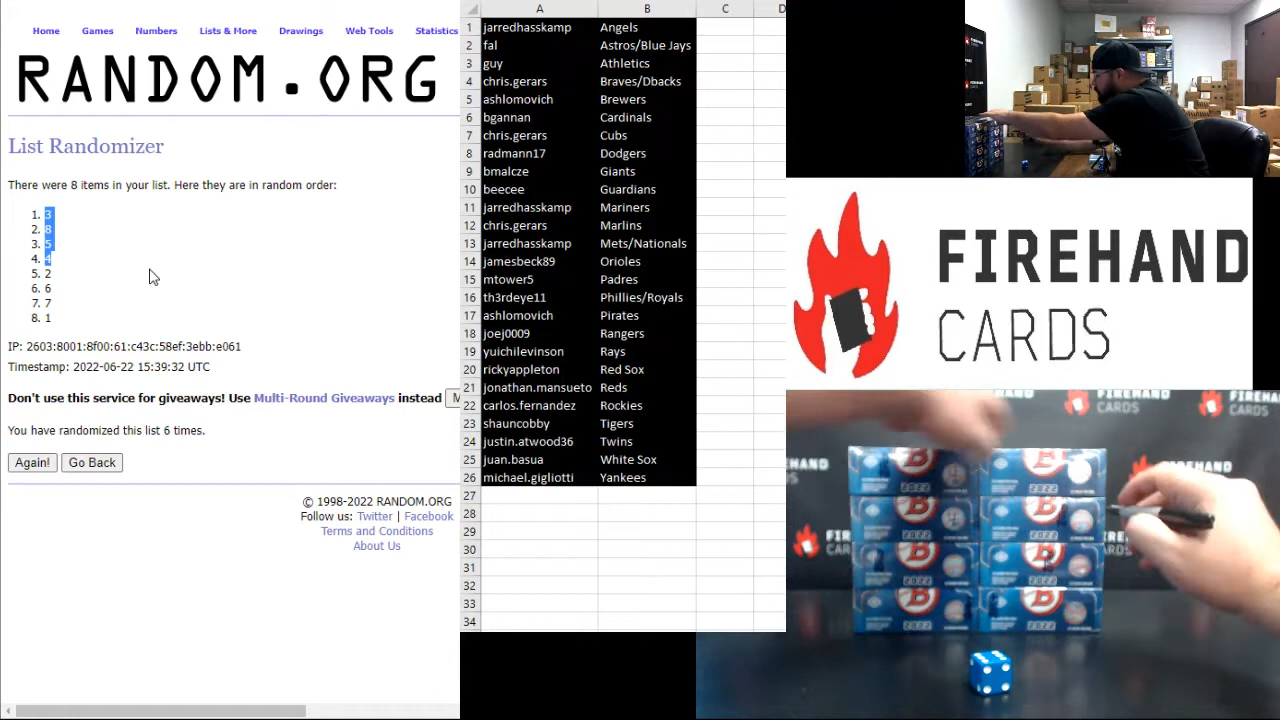 Home Games Numbers Lists & More Drawings Web Tools Statistics
RANDOM.ORG
List Randomizer
There were 8 items in your list. Here they are in random order:
1. 3
2. 8
3. 5
4. 4
5. 2
6. 6
7. 7
8. 1
IP: 2603:8001:8f00:61:c43c:58ef:3ebb:e061
Timestamp: 2022-06-22 15:39:32 UTC
Don't use this service for giveaways! Use Multi-Round Giveaways instead
You have randomized this list 6 times.
Again! Go Back
© 1998-2022 RANDOM.ORG
Follow us: Twitter | Facebook
Terms and Conditions
About Us
A B C D
1 jarredhasskamp Angels
2 fal Astros/Blue Jays
3 guy Athletics
4 chris.gerars Braves/Dbacks
5 ashlomovich Brewers
6 bgannan Cardinals
7 chris.gerars Cubs
8 radmann17 Dodgers
9 bmalcze Giants
10 beecee Guardians
11 jarredhasskamp Mariners
12 chris.gerars Marlins
13 jarredhasskamp Mets/Nationals
14 jamesbeck89 Orioles
15 mtower5 Padres
16 th3rdeye11 Phillies/Royals
17 ashlomovich Pirates
18 joej0009 Rangers
19 yuichilevinson Rays
20 rickyappleton Red Sox
21 jonathan.mansueto Reds
22 carlos.fernandez Rockies
23 shauncobby Tigers
24 justin.atwood36 Twins
25 juan.basua White Sox
26 michael.gigliotti Yankees
27
28
29
30
31
32
33
34
FIREHAND
CARDS
FIREHAND
CARDS
FIREHAND
CARDS
B B
B 2022 B 2022
B 2022 B 2022
B 2022 B 2022